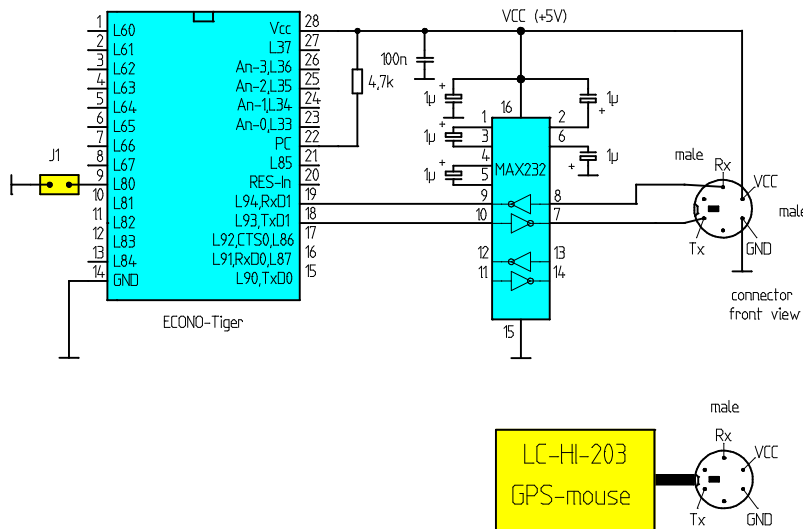 VCC (+5V)
1 L60 Vcc 28
2 L61 L37 27
3 L62 An-3,L36 26
4 L63 An-2,L35 25
5 L64 An-1,L34 24
6 L65 An-0,L33 23
7 L66 PC 22
8 L67 L85 21
9 L80 RES-In 20
10 L81 L94,RxD1 19
11 L82 L93,TxD1 18
12 L83 L92,CTS0,L86 17
13 L84 L91,RxD0,L87 16
14 GND L90,TxD0 15
J1
ECONO-Tiger
100n
4,7k
1µ +
1µ +
1µ +
1µ +
1µ +
16
1 2
3 6
4
5
MAX232
9 8
10 7
12 13
11 14
15
male
Rx
VCC
male
Tx
GND
connector
front view
male
LC-HI-203
GPS-mouse
Rx
VCC
Tx
GND